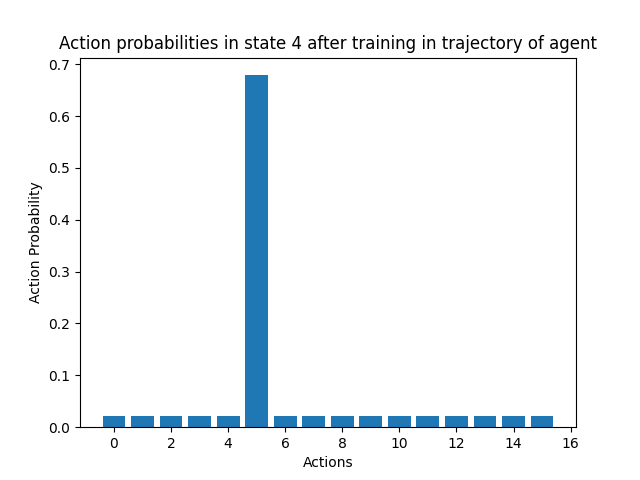 Action probabilities in state 4 after training in trajectory of agent
0.7
0.6
0.5
0.4
0.3
0.2
0.1
0.0
Action Probability
0 2 4 6 8 10 12 14 16
Actions